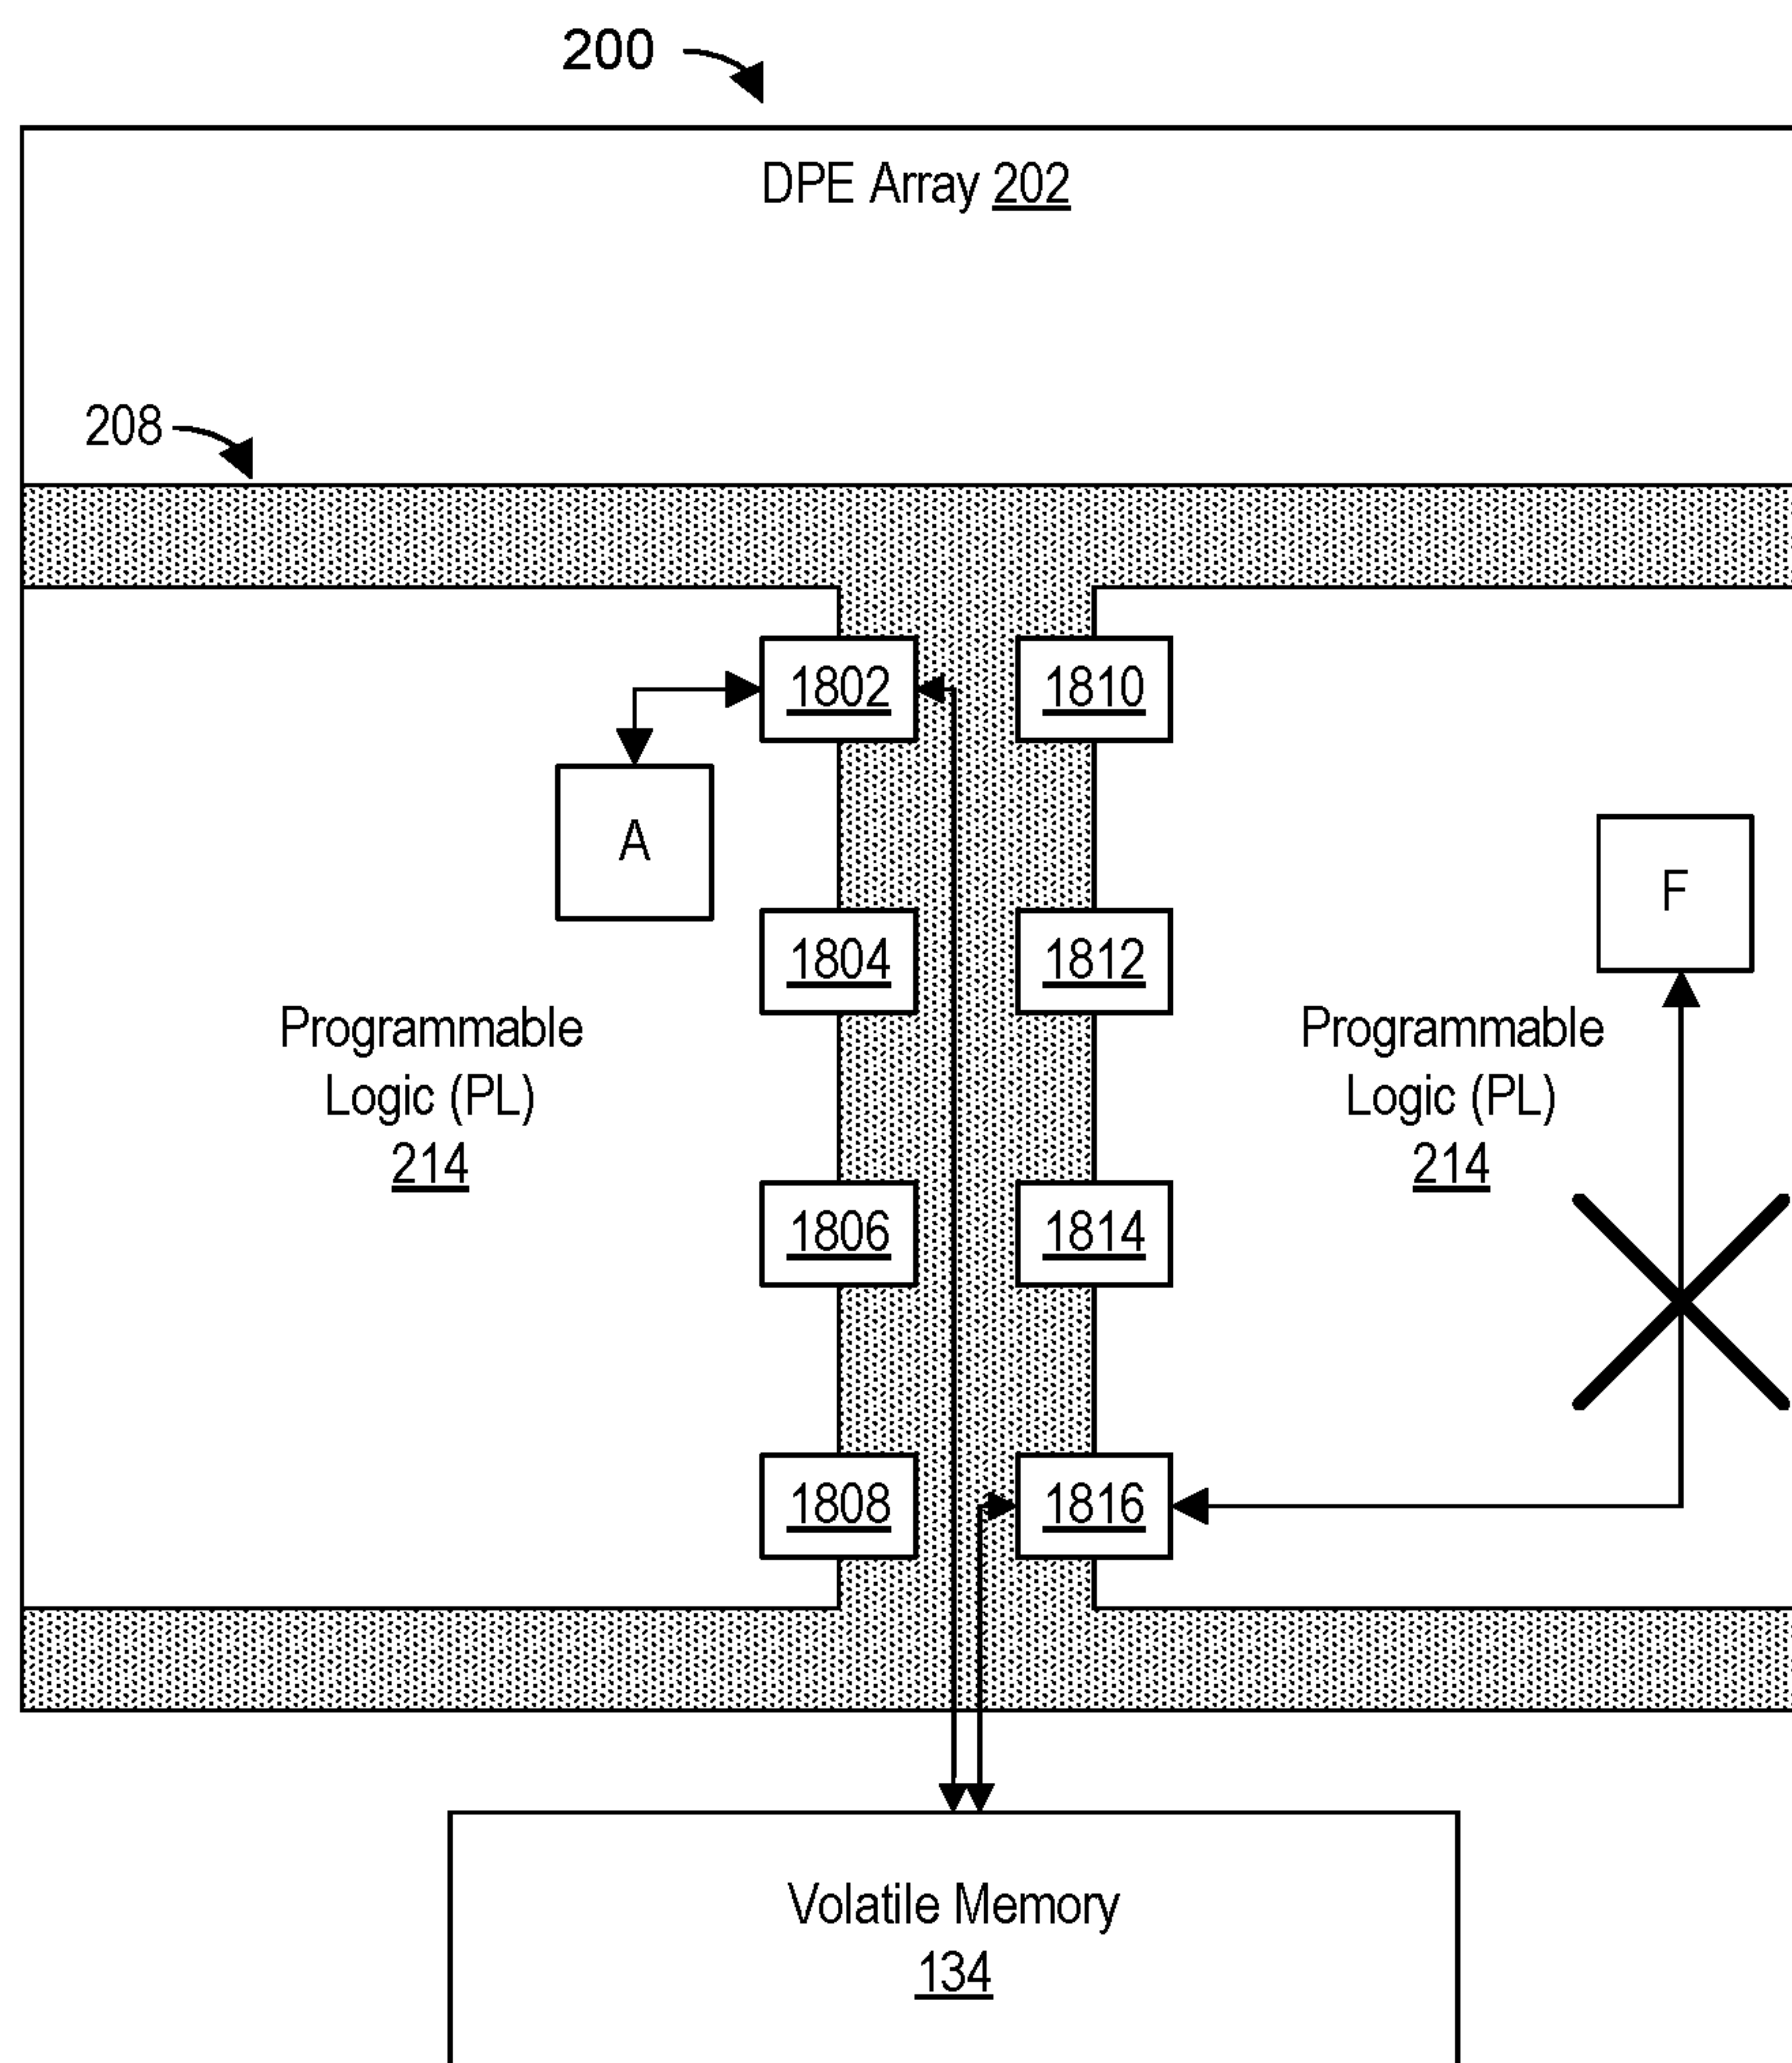 200
DPE Array 202
208
1802
1810
A
F
1804
1812
Programmable
Logic (PL)
214
Programmable
Logic (PL)
214
1806
1814
1808
1816
Volatile Memory
134